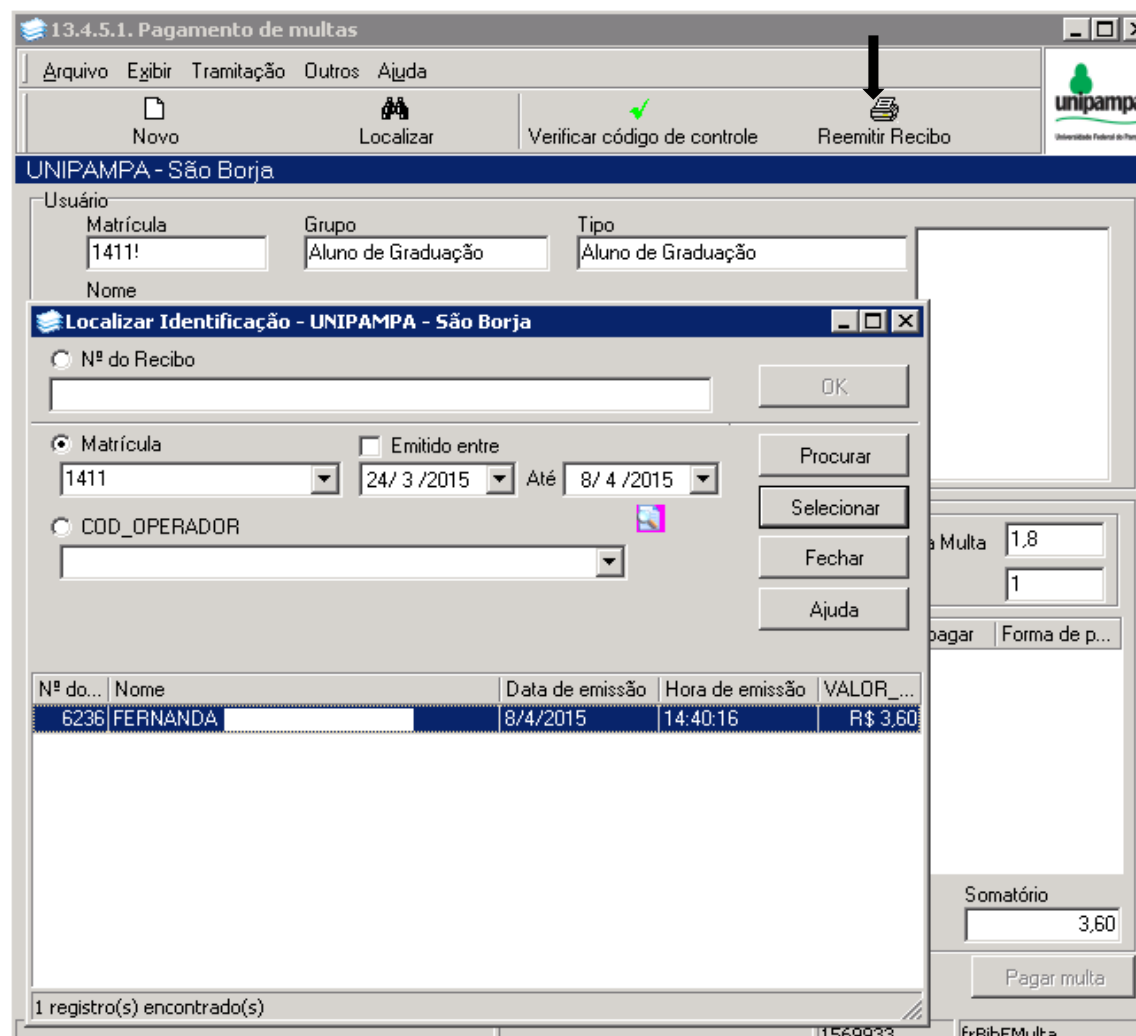 13.4.5.1. Pagamento de multas
Arquivo Exibir Tramitação Outros Ajuda
Novo Localizar Verificar código de controle Reemitir Recibo
unipampa
UNIPAMPA - São Borja
Usuário
Matrícula Grupo Tipo
1411 Aluno de Graduação Aluno de Graduação
Nome
Localizar Identificação - UNIPAMPA - São Borja
Nº do Recibo
OK
Matrícula Emitido entre
Procurar
1411 24/ 3 /2015 Até 8/ 4 /2015
Selecionar
COD_OPERADOR
Multa 1,8
Fechar
1
Ajuda
pagar Forma de p...
Nº do... Nome Data de emissão Hora de emissão VALOR_...
6236 FERNANDA 8/4/2015 14:40:16 R$ 3,60
Somatório
3,60
Pagar multa
1 registro(s) encontrado(s)
1569933 frBibEMulta